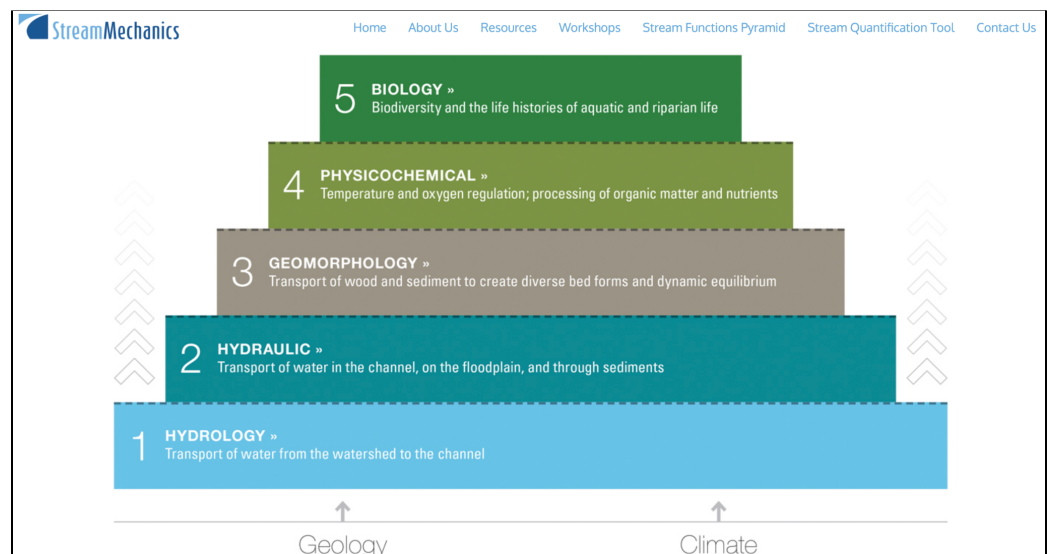 StreamMechanics
Home About Us Resources Workshops Stream Functions Pyramid Stream Quantification Tool Contact Us
5 BIOLOGY »
Biodiversity and the life histories of aquatic and riparian life
4 PHYSICOCHEMICAL »
Temperature and oxygen regulation; processing of organic matter and nutrients
3 GEOMORPHOLOGY »
Transport of wood and sediment to create diverse bed forms and dynamic equilibrium
2 HYDRAULIC »
Transport of water in the channel, on the floodplain, and through sediments
1 HYDROLOGY »
Transport of water from the watershed to the channel
Geology Climate